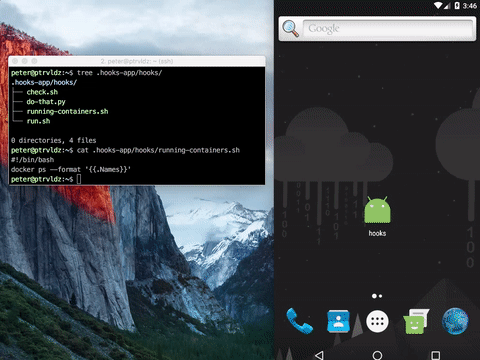 2. peter@ptrvldz: ~ (ssh)
peter@ptrvldz:~$ tree .hooks-app/hooks/
.hooks-app/hooks/
├── check.sh
├── do-that.py
├── running-containers.sh
└── run.sh
0 directories, 4 files
peter@ptrvldz:~$ cat .hooks-app/hooks/running-containers.sh
#!/bin/bash
docker ps --format '{{.Names}}'
peter@ptrvldz:~$
3:46
Google
hooks